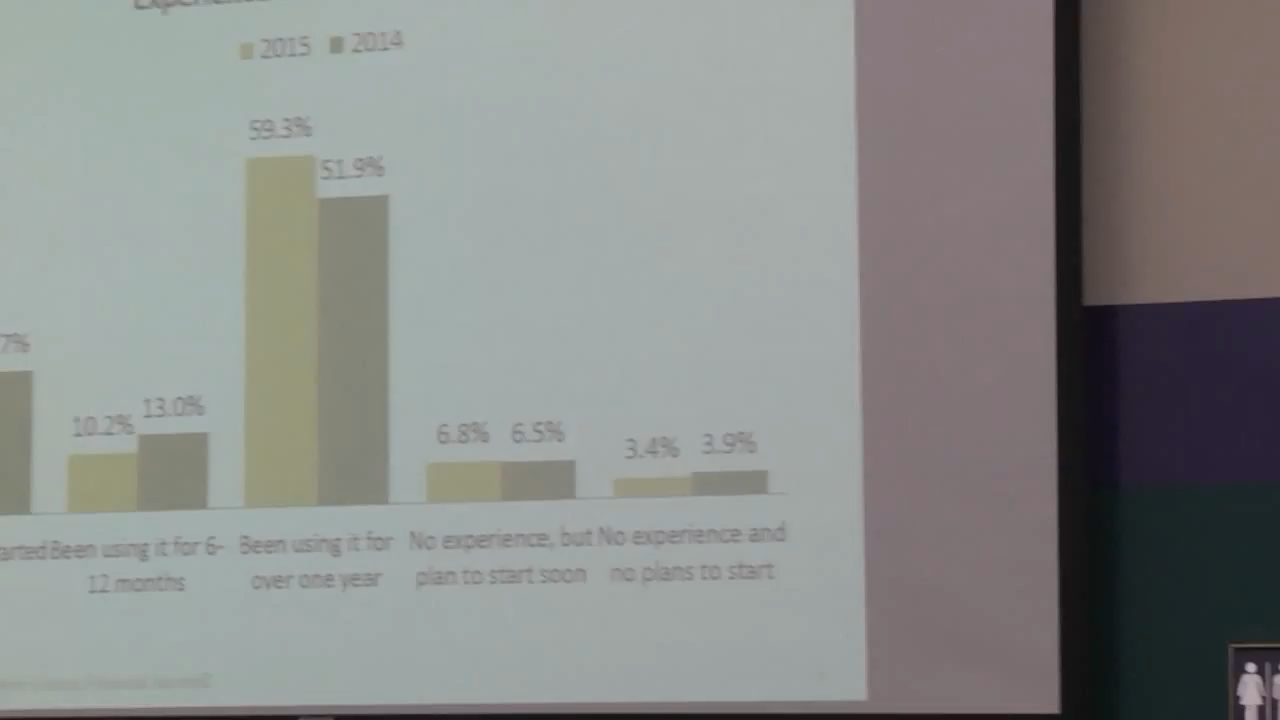 2015 2014
59.3%
51.9%
7%
10.2%
13.0%
6.8%
6.5%
3.4%
3.9%
arted Been using it for 6-
12 months
Been using it for
over one year
No experience, but
plan to start soon
No experience and
no plans to start